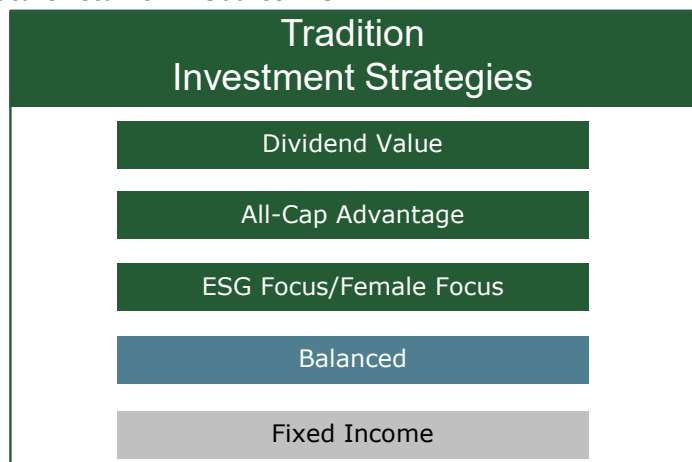 Tradition
Investment Strategies
Dividend Value
All-Cap Advantage
ESG Focus/Female Focus
Balanced
Fixed Income